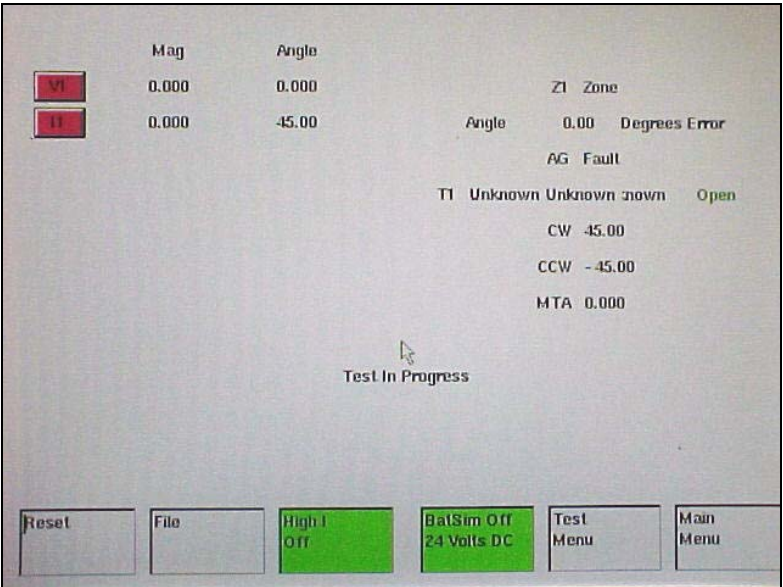 Mag Angle
V1 0.000 0.000
I1 0.000 45.00
Z1 Zone
Angle 0.00 Degrees Error
AG Fault
T1 Unknown Unknown :nown Open
CW 45.00
CCW -45.00
MTA 0.000
Test In Progress
Reset
File
High I
Off
BatSim Off
24 Volts DC
Test
Menu
Main
Menu